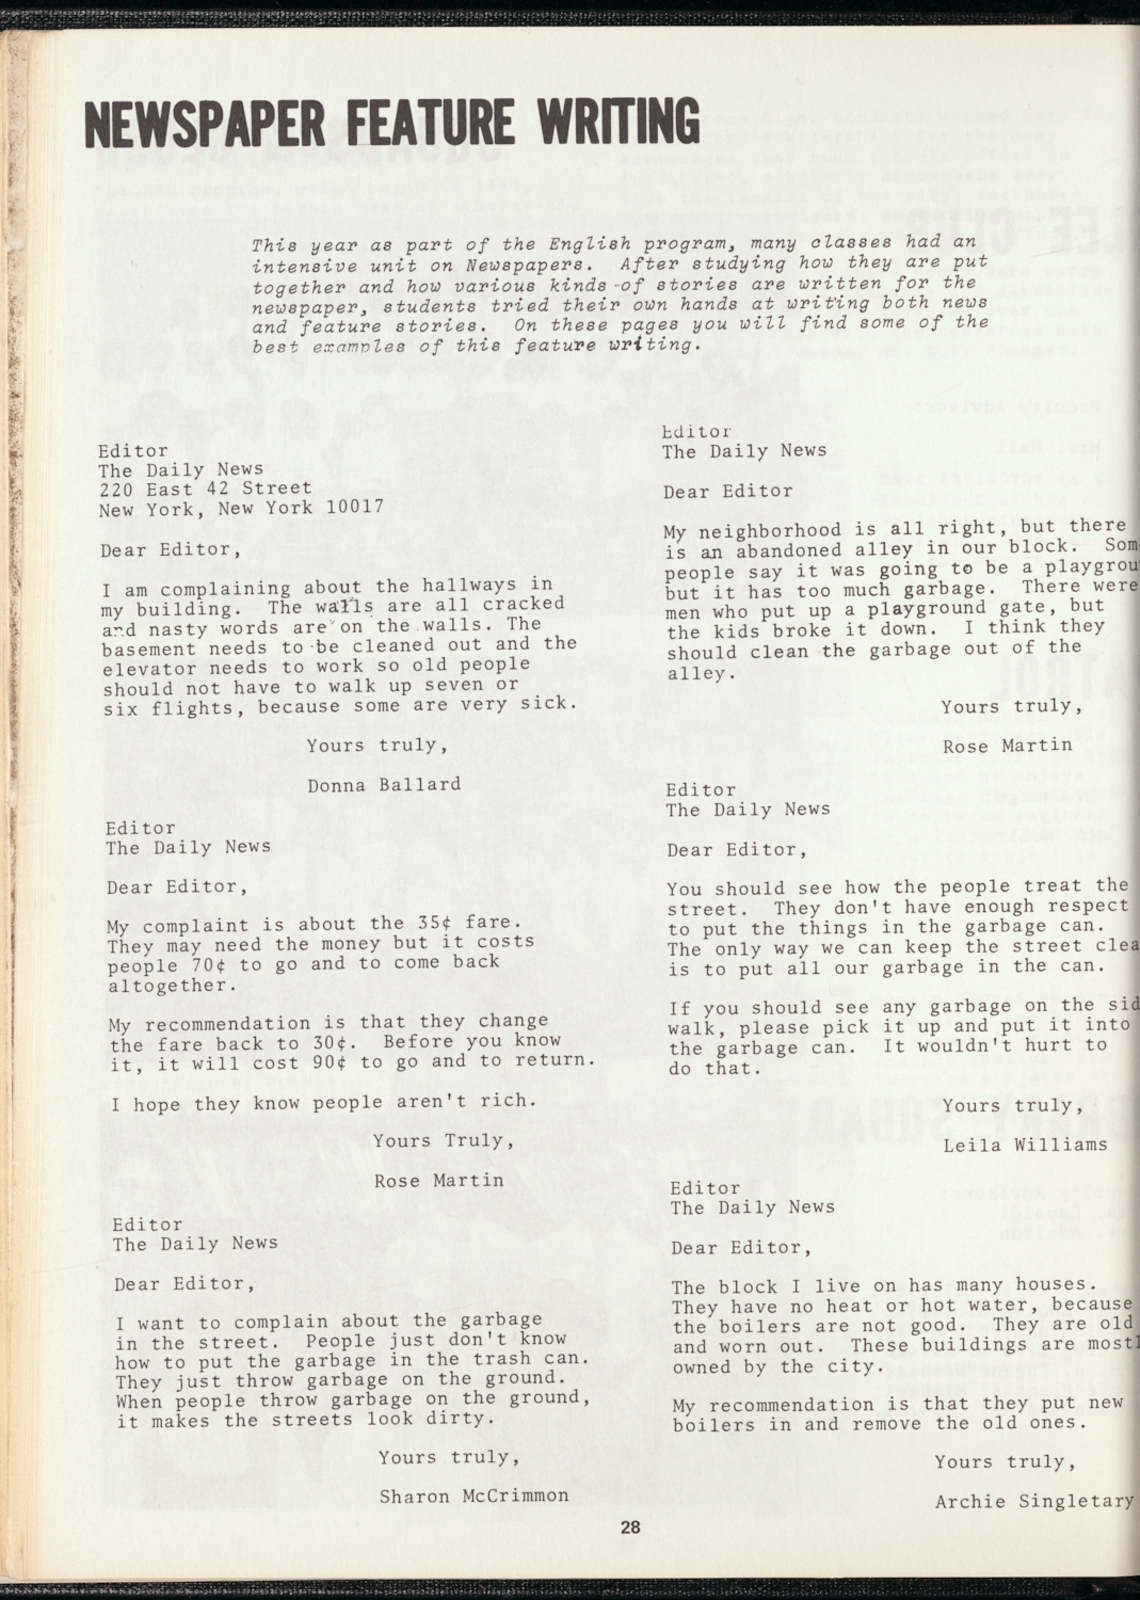 NEWSPAPER FEATURE WRITING
This year as part of the English program, many classes had an
intensive unit on Newspapers. After studying how they are put
together and how various kinds of stories are written for the
newspaper, students tried their own hands at writing both news
and feature stories. On these pages you will find some of the
best examples of this feature writing.
Editor
The Daily News
220 East 42 Street
New York, New York 10017
Dear Editor,
I am complaining about the hallways in
my building. The walls are all cracked
and nasty words are on the walls. The
basement needs to be cleaned out and the
elevator needs to work so old people
should not have to walk up seven or
six flights, because some are very sick.
Yours truly,
Donna Ballard
Editor
The Daily News
Dear Editor,
My complaint is about the 35¢ fare.
They may need the money but it costs
people 70¢ to go and to come back
altogether.
My recommendation is that they change
the fare back to 30¢. Before you know
it, it will cost 90¢ to go and to return.
I hope they know people aren't rich.
Yours Truly,
Rose Martin
Editor
The Daily News
Dear Editor,
I want to complain about the garbage
in the street. People just don't know
how to put the garbage in the trash can.
They just throw garbage on the ground.
When people throw garbage on the ground,
it makes the streets look dirty.
Yours truly,
Sharon McCrimmon
Editor
The Daily News
Dear Editor
My neighborhood is all right, but there
is an abandoned alley in our block. Som
people say it was going to be a playgrou
but it has too much garbage. There were
men who put up a playground gate, but
the kids broke it down. I think they
should clean the garbage out of the
alley.
Yours truly,
Rose Martin
Editor
The Daily News
Dear Editor,
You should see how the people treat the
street. They don't have enough respect
to put the things in the garbage can.
The only way we can keep the street clea
is to put all our garbage in the can.
If you should see any garbage on the sid
walk, please pick it up and put it into
the garbage can. It wouldn't hurt to
do that.
Yours truly,
Leila Williams
Editor
The Daily News
Dear Editor,
The block I live on has many houses.
They have no heat or hot water, because
the boilers are not good. They are old
and worn out. These buildings are mostl
owned by the city.
My recommendation is that they put new
boilers in and remove the old ones.
Yours truly,
Archie Singletary
28